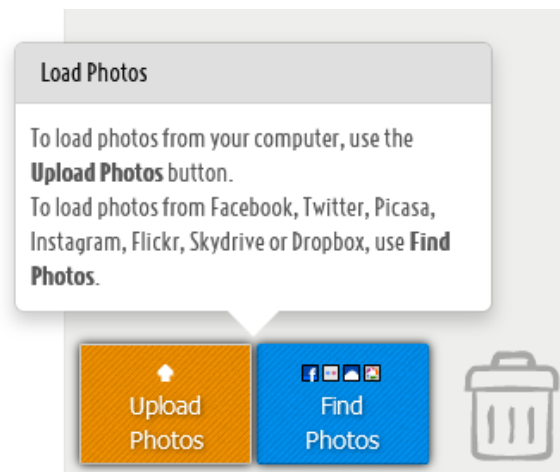 Load Photos
To load photos from your computer, use the
Upload Photos button.
To load photos from Facebook, Twitter, Picasa,
Instagram, Flickr, Skydrive or Dropbox, use Find
Photos.
Upload
Photos
Find
Photos